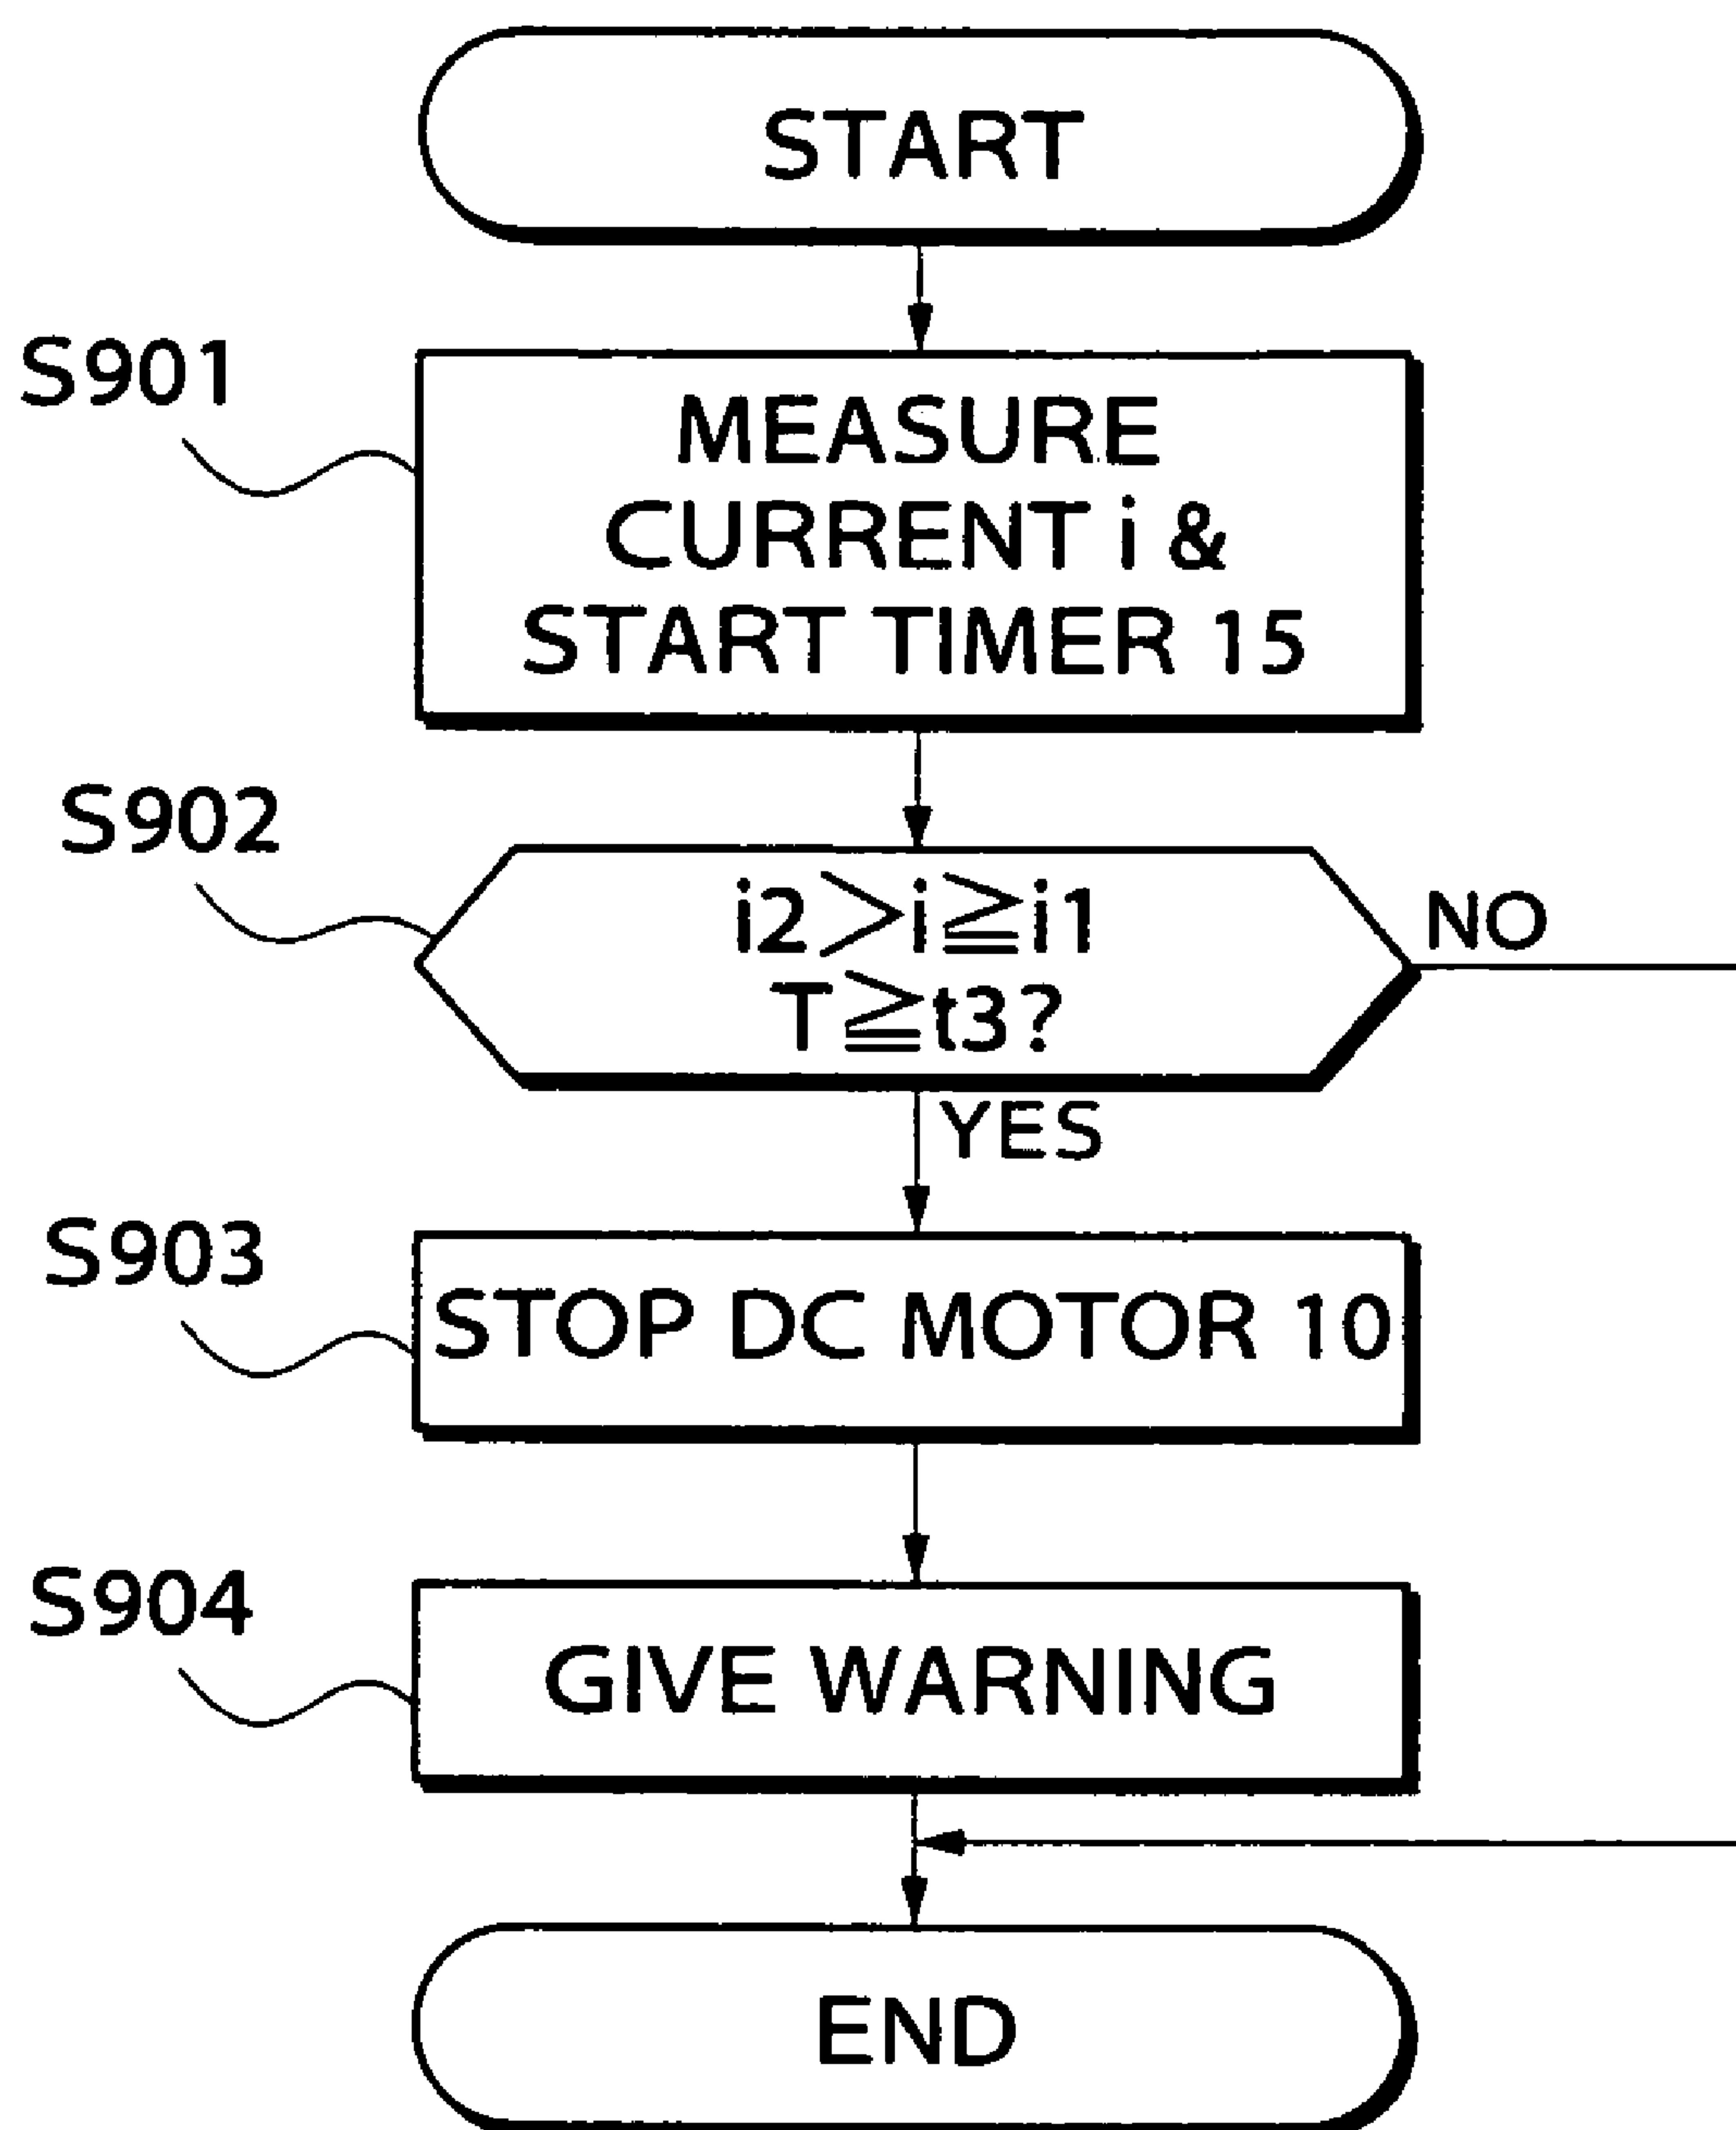 START
S901
MEASURE
CURRENT i &
START TIMER 15
S902
i2>i≧i1
T≧t3?
NO
YES
S903
STOP DC MOTOR 10
S904
GIVE WARNING
END